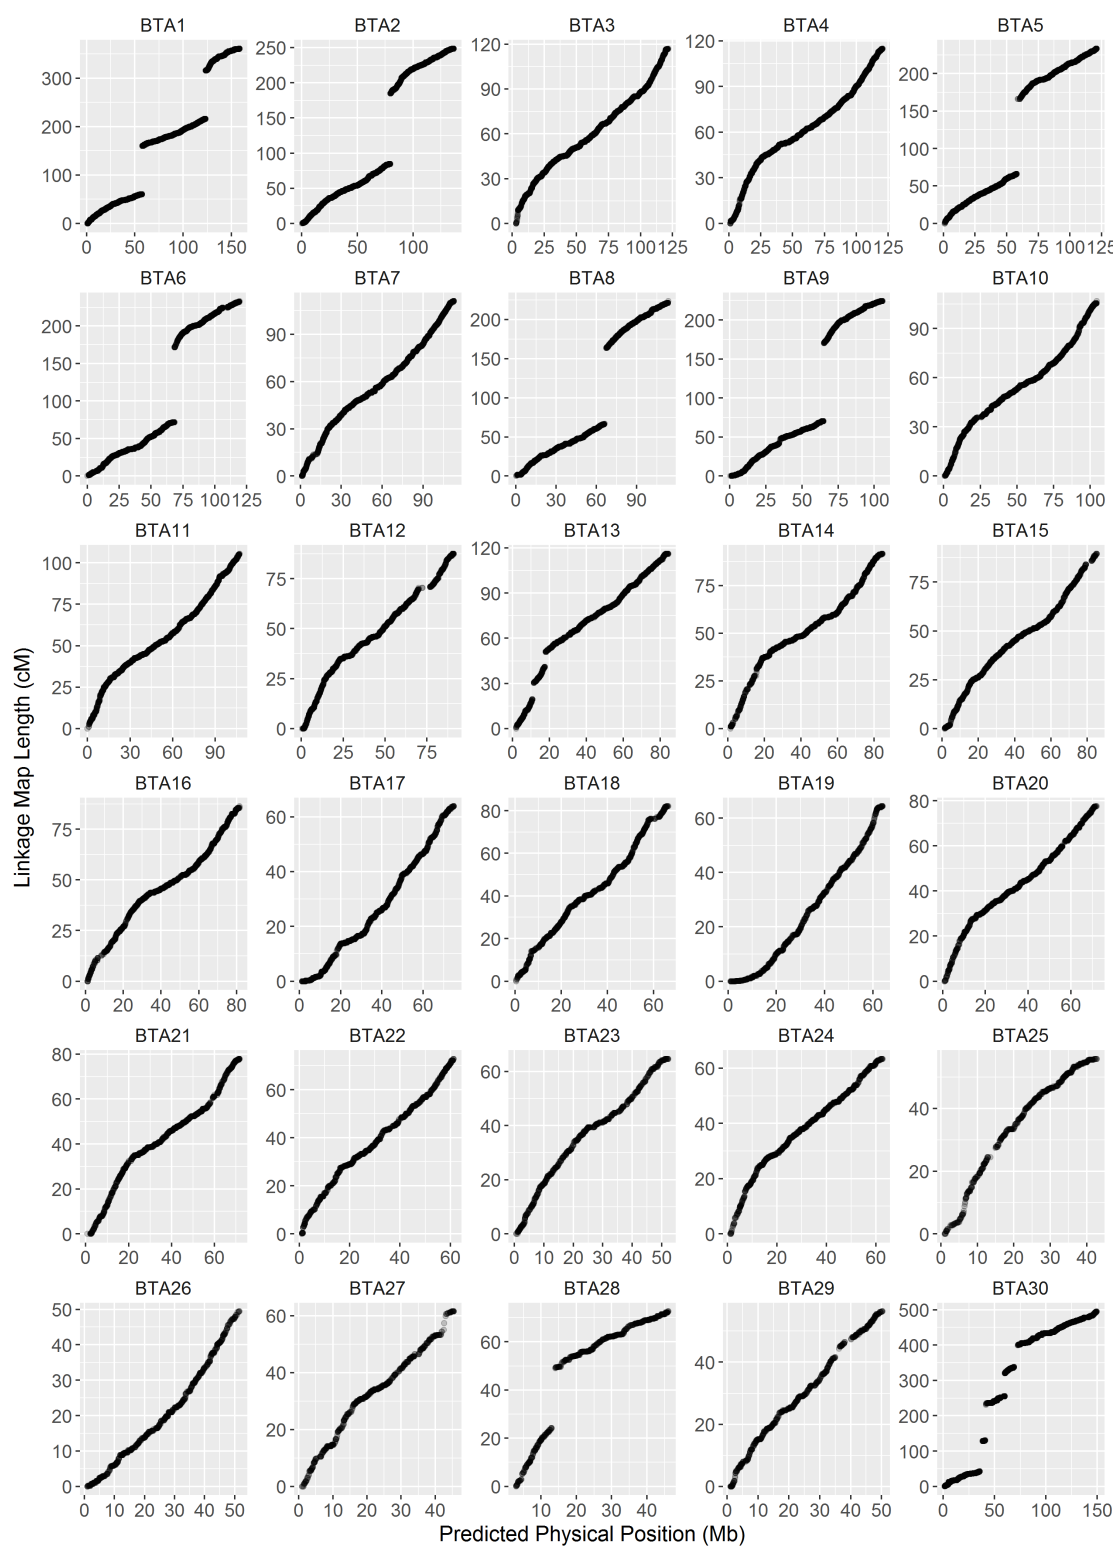 BTA1 BTA2 BTA3 BTA4 BTA5
300 250 120 120 200
200 200 90 90 150
100 150 60 60 100
0 100 30 30 50
50 0 0 0
0
0 50 100 150 0 50 100 0 25 50 75 100 125 0 25 50 75 100 125 0 25 50 75 100 125
BTA6 BTA7 BTA8 BTA9 BTA10
200 90 200 200 90
150 60 150 150 60
100 30 100 100 30
50 0 50 50 0
0 0 0
0 25 50 75 100 125 0 30 60 90 0 30 60 90 0 25 50 75 100 0 25 50 75 100
BTA11 BTA12 BTA13 BTA14 BTA15
100 75 120 75 75
75 50 90 50 50
50 25 60 25 25
25 0 30 0 0
0 0
0 30 60 90 0 25 50 75 0 20 40 60 80 0 20 40 60 80 0 20 40 60 80
Linkage Map Length (cM)
BTA16 BTA17 BTA18 BTA19 BTA20
75 60 80 60 80
50 40 60 40 60
25 20 40 20 40
0 0 20 0 20
0 0
0 20 40 60 80 0 20 40 60 0 20 40 60 0 20 40 60 0 20 40 60
BTA21 BTA22 BTA23 BTA24 BTA25
80 60 60 60 40
60 40 40 40 20
40 20 20 20 0
20 0 0 0
0
0 20 40 60 0 20 40 60 0 10 20 30 40 50 0 20 40 60 0 10 20 30 40
BTA26 BTA27 BTA28 BTA29 BTA30
50 60 60 40 500
40 40 40 20 400
30 20 20 0 300
20 0 0 200
10 100
0 0
0 10 20 30 40 50 0 10 20 30 40 10 20 30 40 0 10 20 30 40 50 0 50 100 150
Predicted Physical Position (Mb)